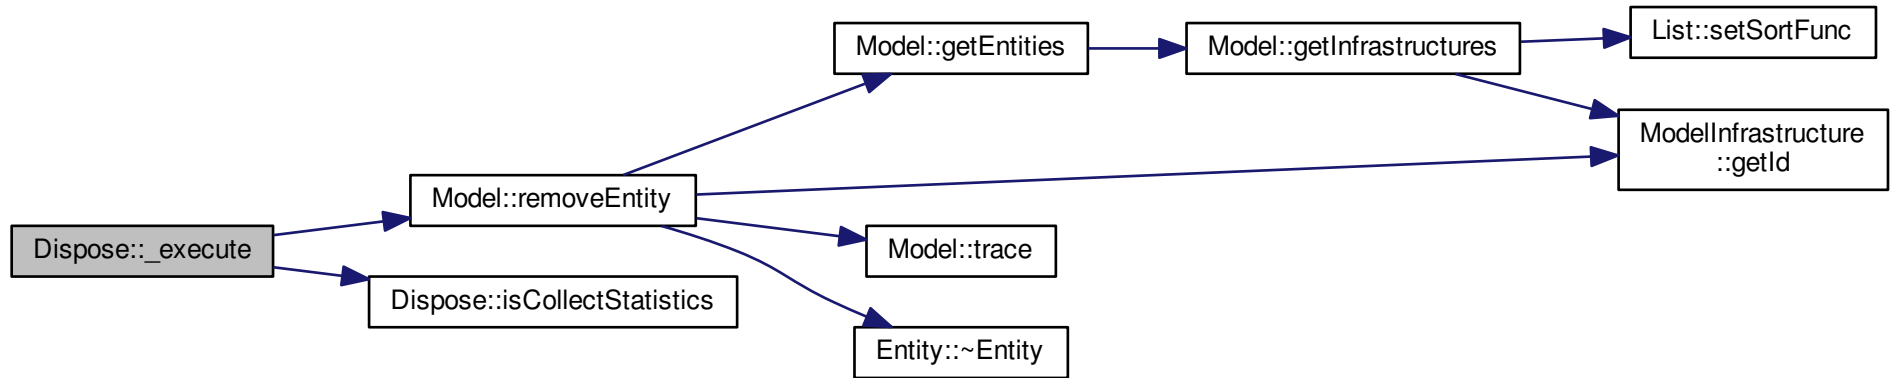 List::setSortFunc
Model::getEntities
Model::getInfrastructures
ModelInfrastructure
::getId
Model::removeEntity
Dispose::_execute
Model::trace
Dispose::isCollectStatistics
Entity::~Entity